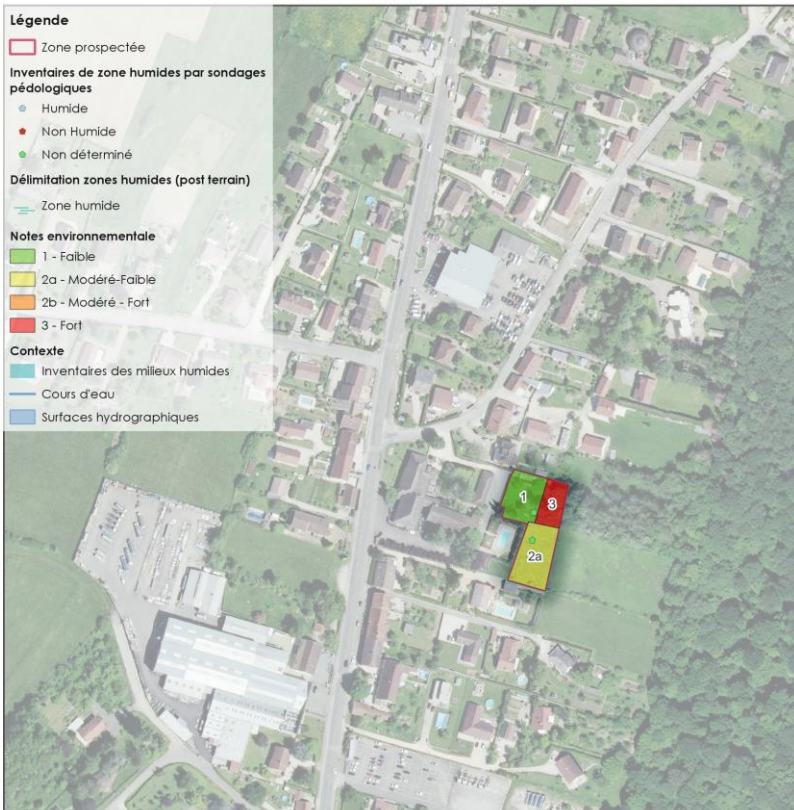 Légende
Zone prospectée
Inventaires de zone humides par sondages
pédologiques
Humide
Non Humide
Non déterminé
Délimitation zones humides (post terrain)
Zone humide
Notes environnementale
1 - Faible
2a - Modéré-Faible
2b - Modéré - Fort
3 - Fort
Contexte
Inventaires des milieux humides
Cours d'eau
Surfaces hydrographiques
1
3
2a